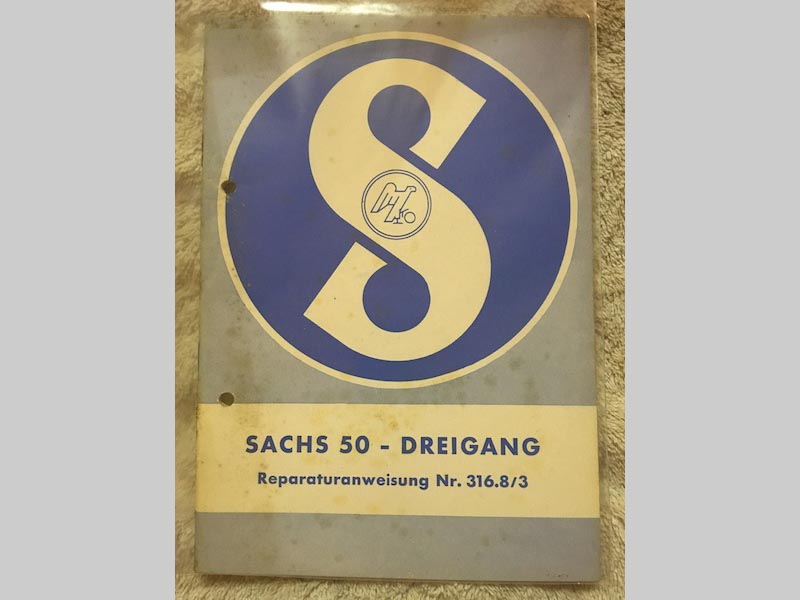 S
SACHS 50 - DREIGANG
Reparaturanweisung Nr. 316.8/3